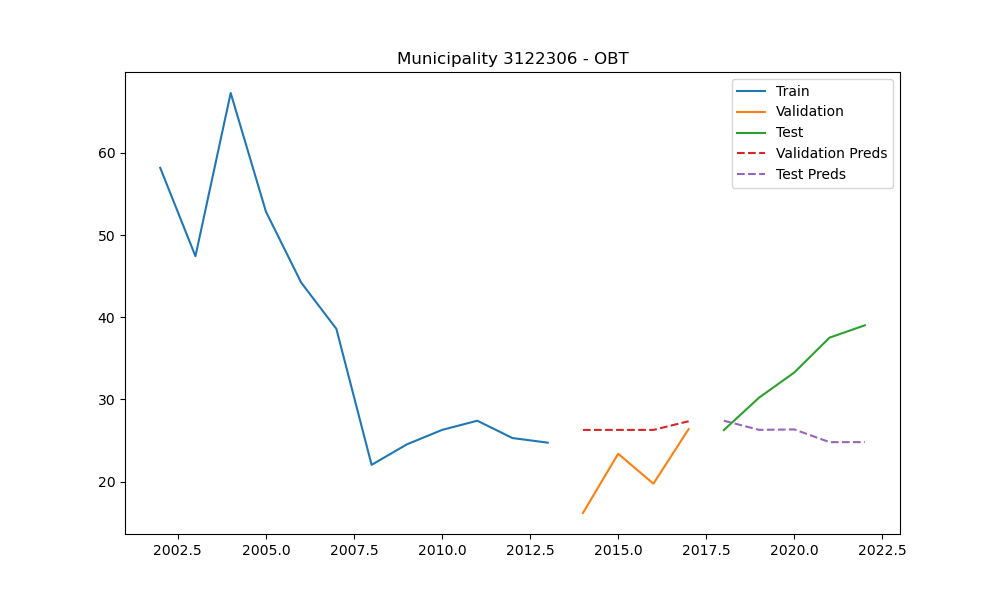 Municipality 3122306 - OBT
Train
Validation
Test
Validation Preds
Test Preds
60
50
40
30
20
2002.5 2005.0 2007.5 2010.0 2012.5 2015.0 2017.5 2020.0 2022.5